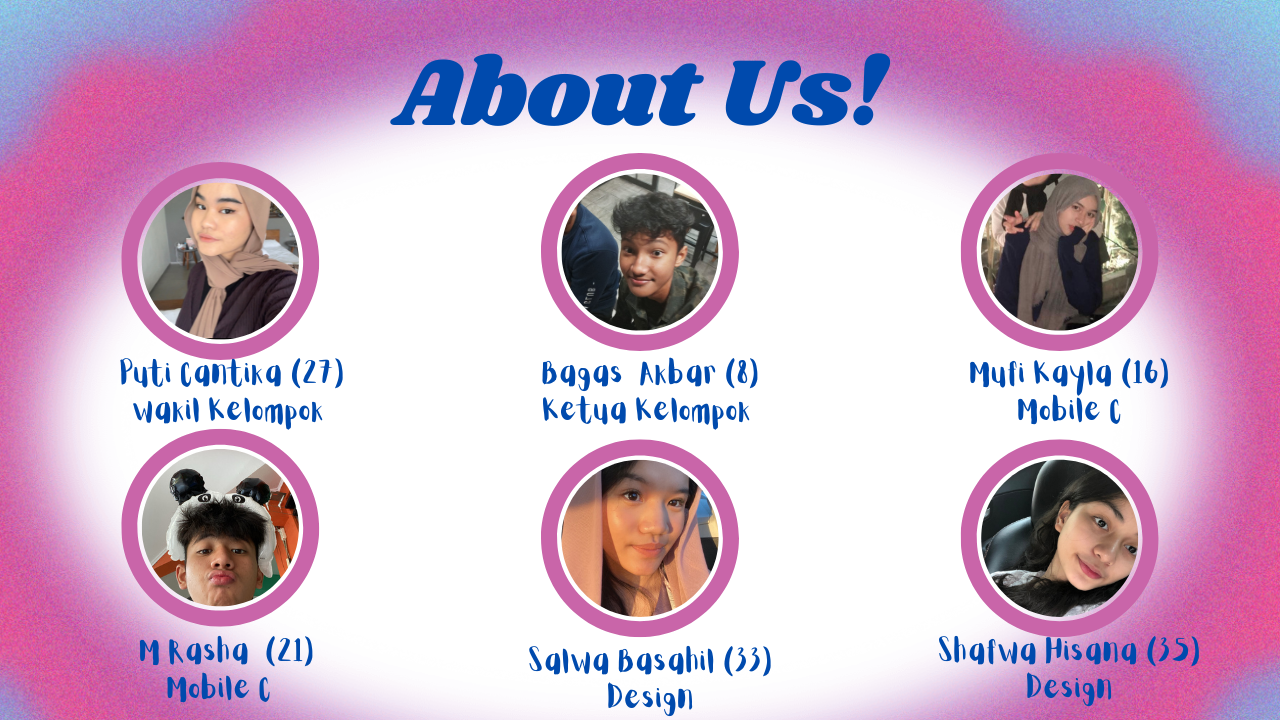 About Us!
Puti Cantika (27)
Wakil Kelompok
Bagas Akbar (8)
Ketua Kelompok
Mufi Kayla (16)
Mobile C
M Rasha (21)
Mobile C
Salwa Basahil (33)
Design
Shafwa Hisana (35)
Design